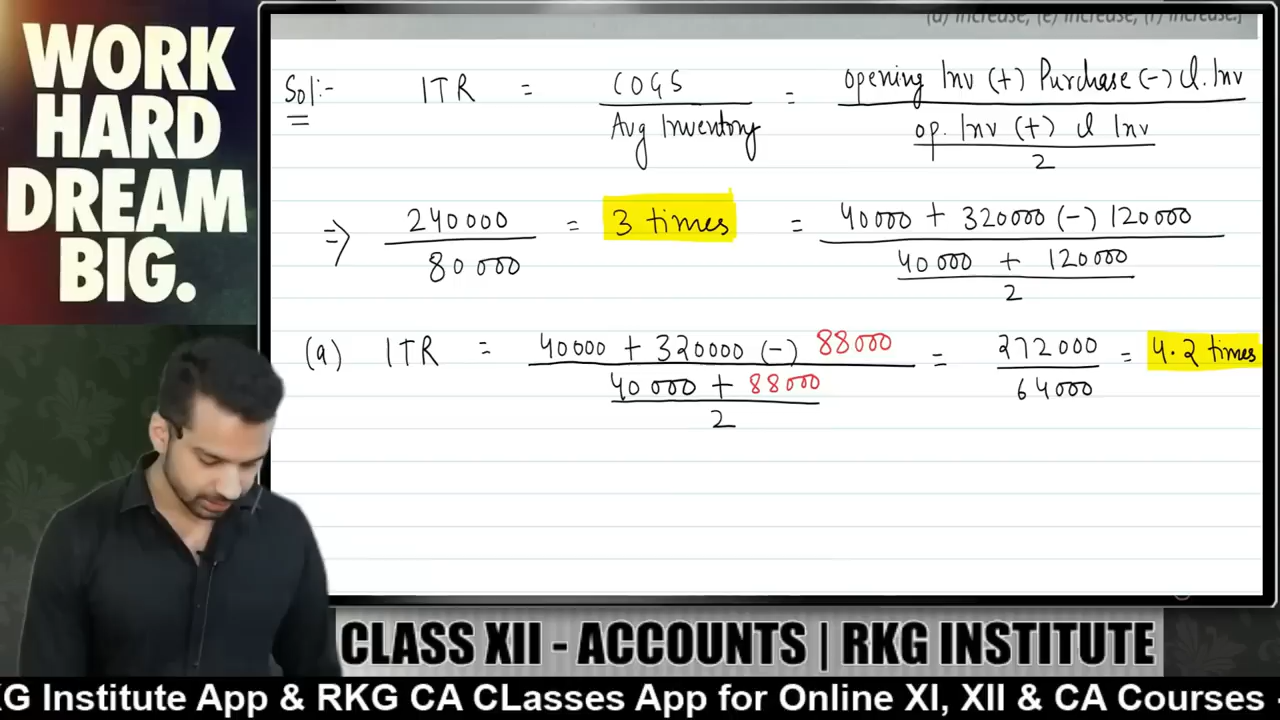 WORK
HARD
DREAM
BIG.
(d) Increase, (e) Increase, (f) Increase.]
Sol:- ITR = COGS / Avg Inventory = opening Inv (+) Purchase (-) cl. Inv / op. Inv (+) cl Inv / 2
=> 240000 / 80000 = 3 times = 40000 + 320000 (-) 120000 / 40000 + 120000 / 2
(a) ITR = 40000 + 320000 (-) 88000 / 40000 + 88000 / 2 = 272000 / 64000 = 4.2 times
CLASS XII - ACCOUNTS | RKG INSTITUTE
KG Institute App & RKG CA CLasses App for Online XI, XII & CA Courses